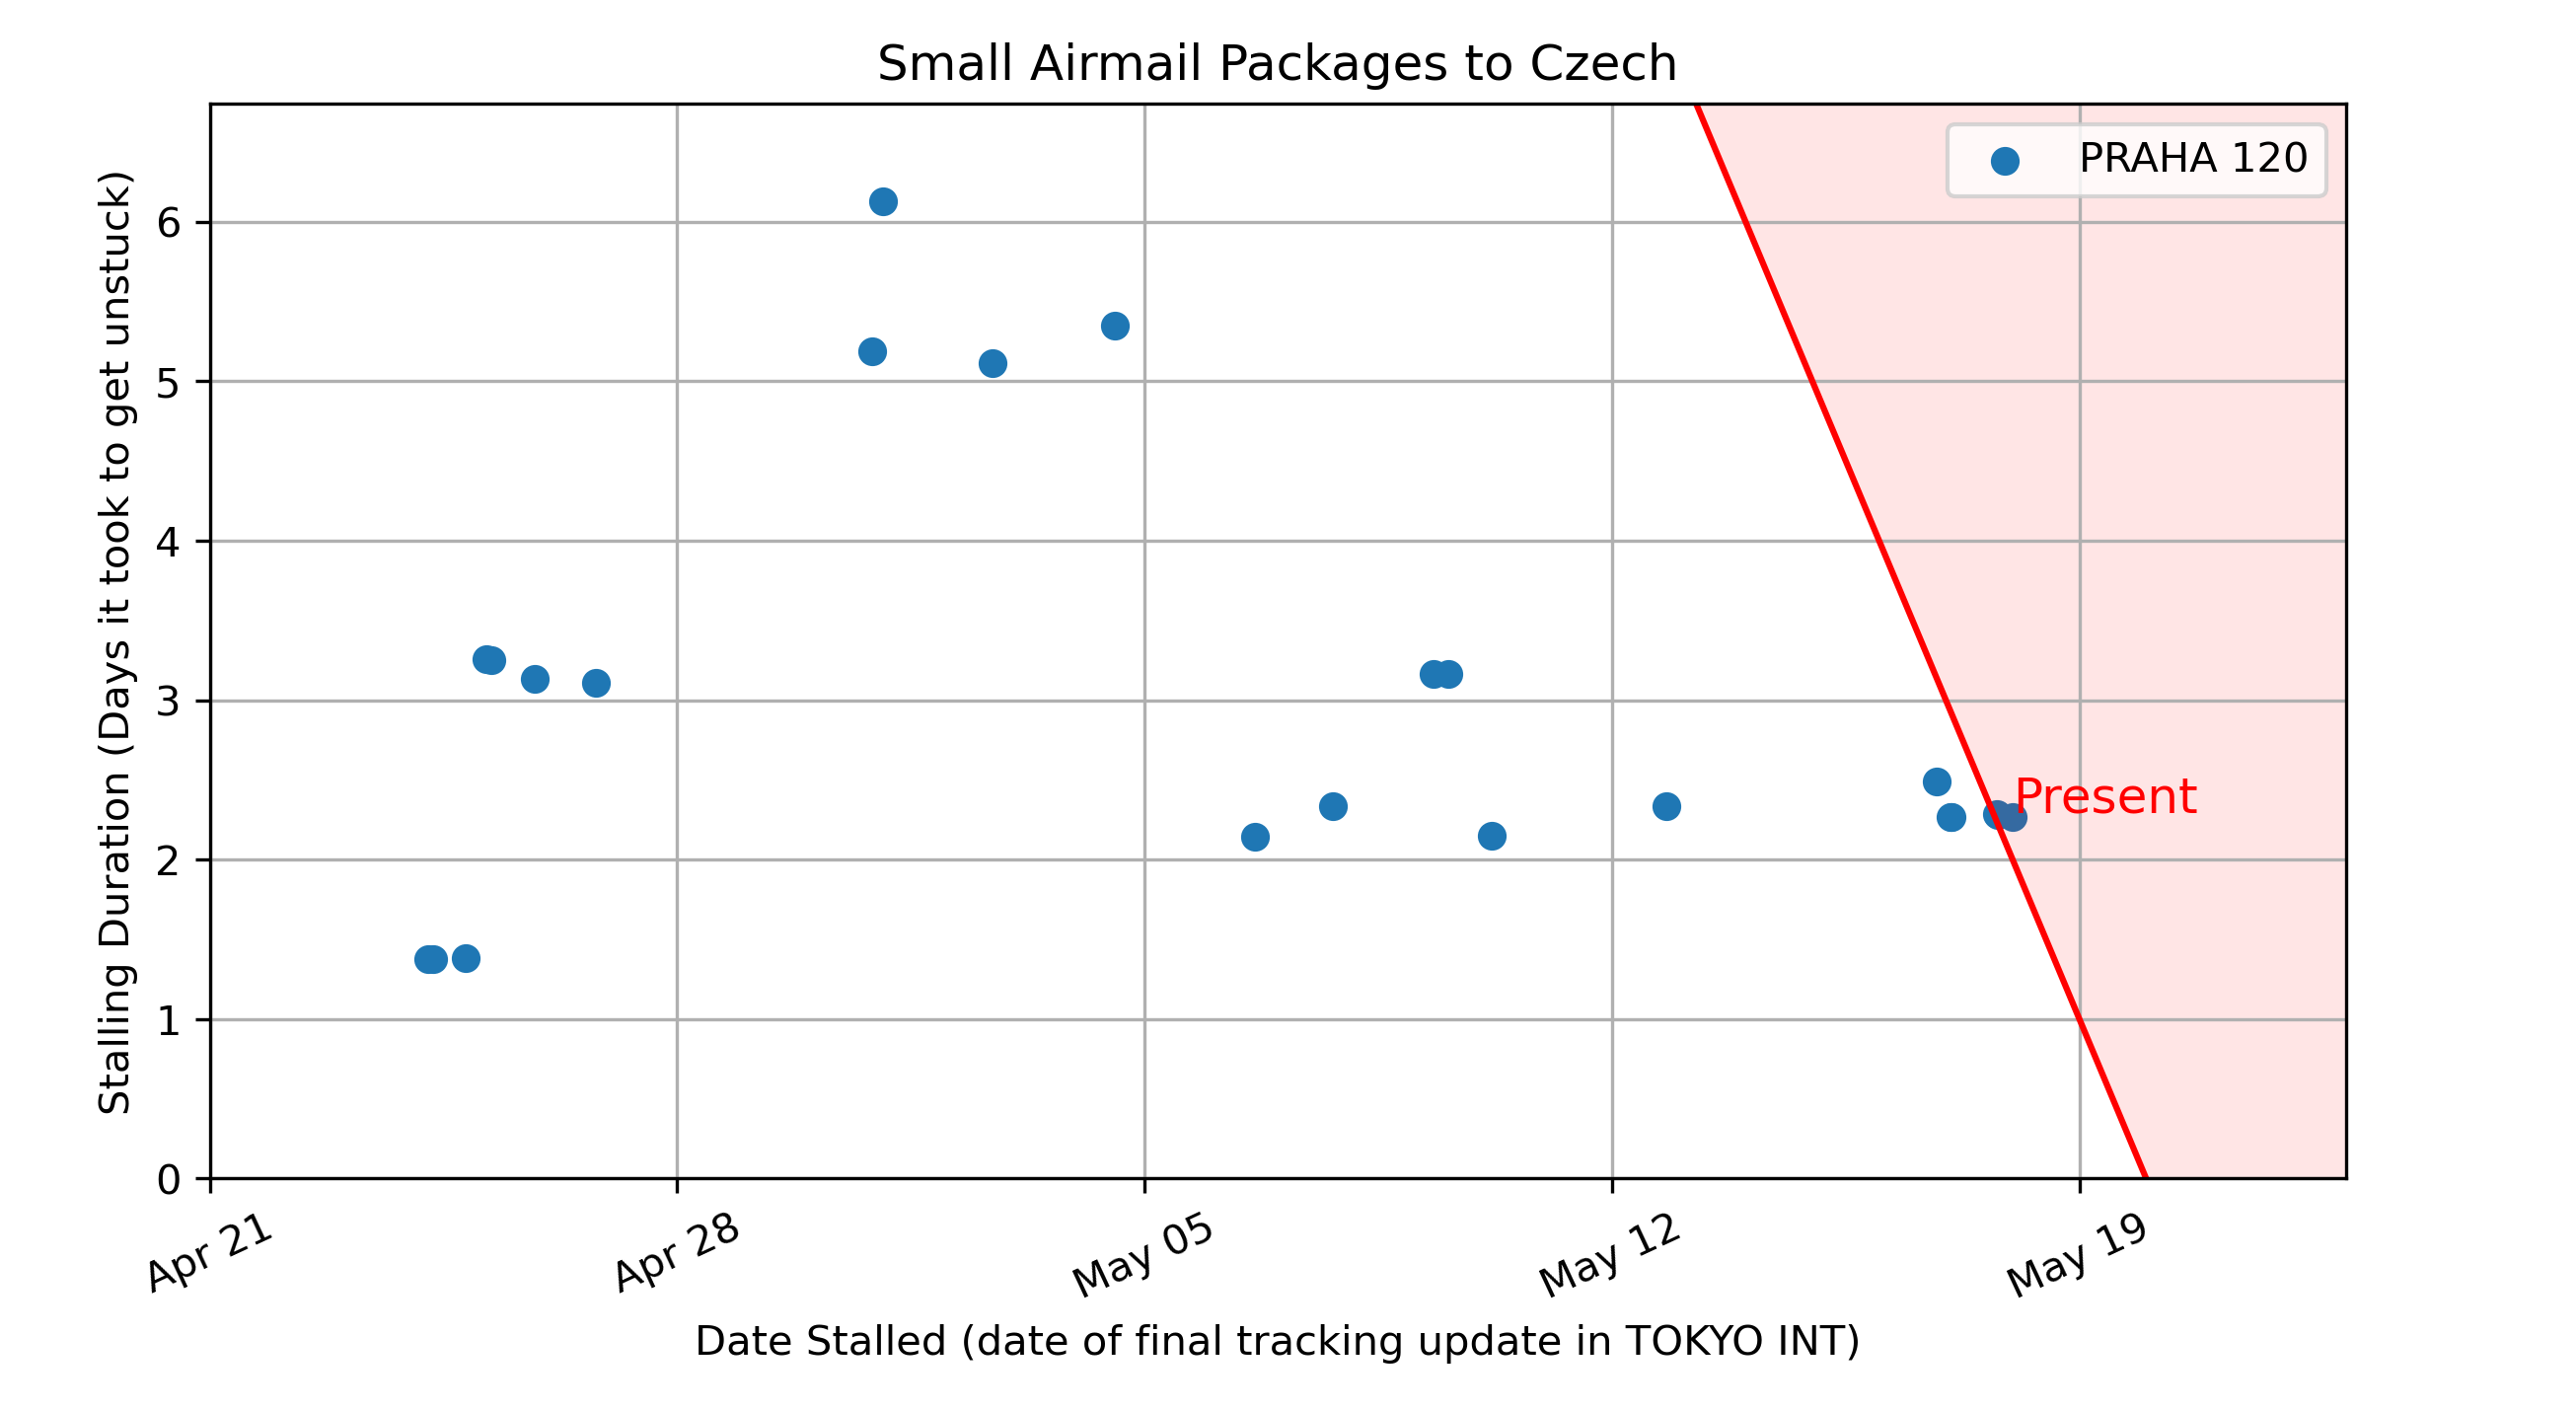 Small Airmail Packages to Czech
PRAHA 120
Stalling Duration (Days it took to get unstuck)
6
5
4
3
2
1
0
Present
Apr 21
Apr 28
May 05
May 12
May 19
Date Stalled (date of final tracking update in TOKYO INT)